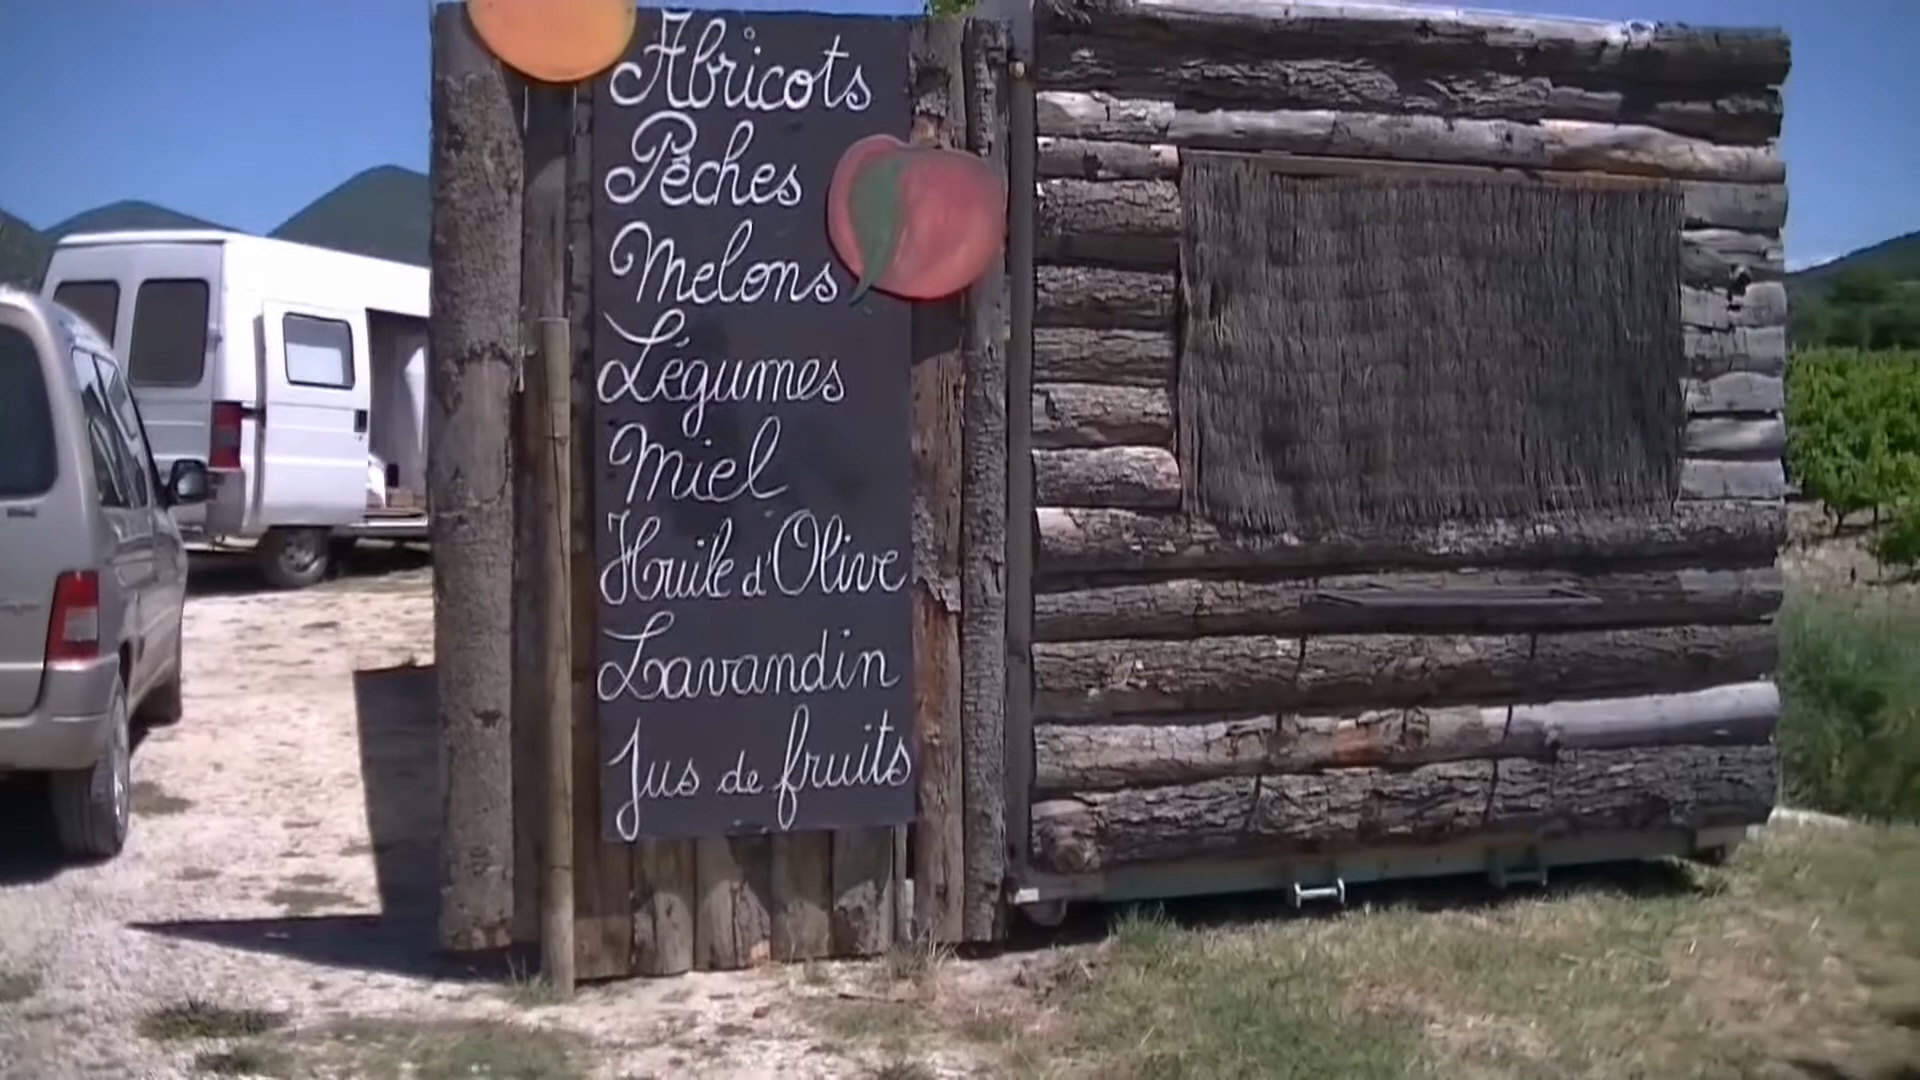 Abricots
Pêches
Melons
Légumes
Miel
Huile d'Olive
Lavandin
Jus de fruits